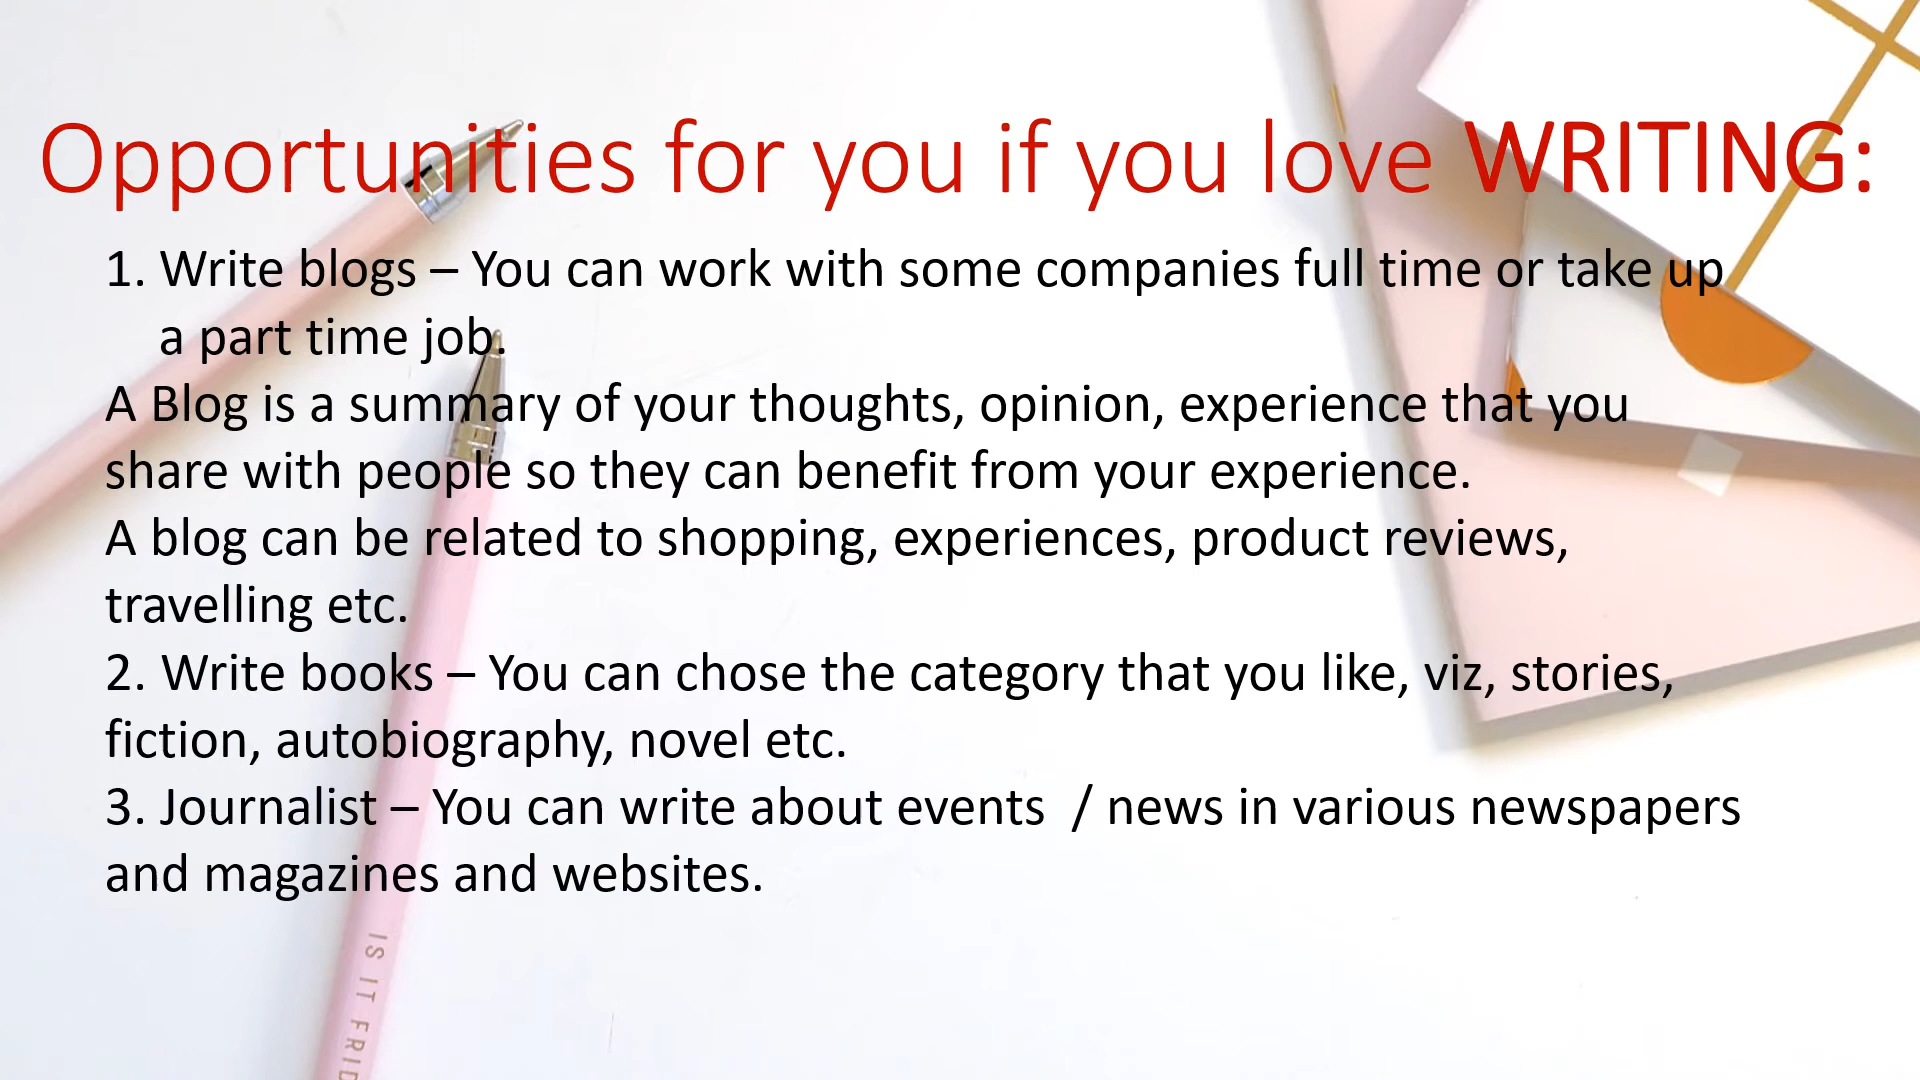 Opportunities for you if you love WRITING:
1. Write blogs – You can work with some companies full time or take up
a part time job.
A Blog is a summary of your thoughts, opinion, experience that you
share with people so they can benefit from your experience.
A blog can be related to shopping, experiences, product reviews,
travelling etc.
2. Write books – You can chose the category that you like, viz, stories,
fiction, autobiography, novel etc.
3. Journalist – You can write about events  / news in various newspapers
and magazines and websites.
IS IT FRID